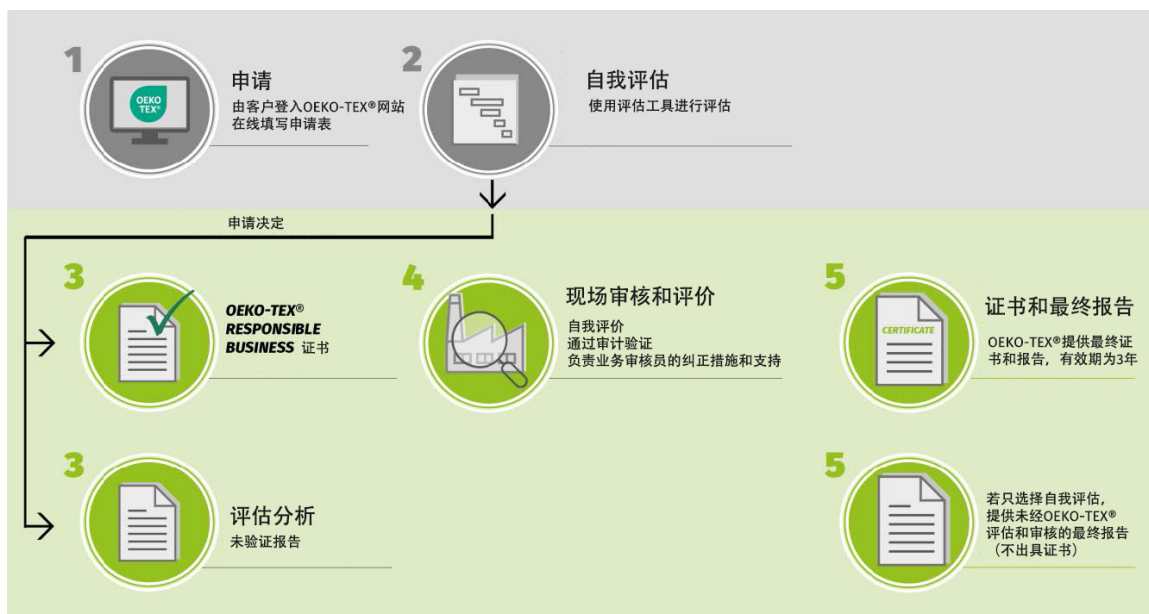 1
OEKO
TEX®
申请
由客户登入OEKO-TEX®网站
在线填写申请表
2
自我评估
使用评估工具进行评估
申请决定
3
OEKO-TEX®
RESPONSIBLE
BUSINESS 证书
4
现场审核和评价
自我评价
通过审计验证
负责业务审核员的纠正措施和支持
5
CERTIFICATE
证书和最终报告
OEKO-TEX®提供最终证
书和报告，有效期为3年
3
评估分析
未验证报告
5
若只选择自我评估，
提供未经OEKO-TEX®
评估和审核的最终报告
（不出具证书）